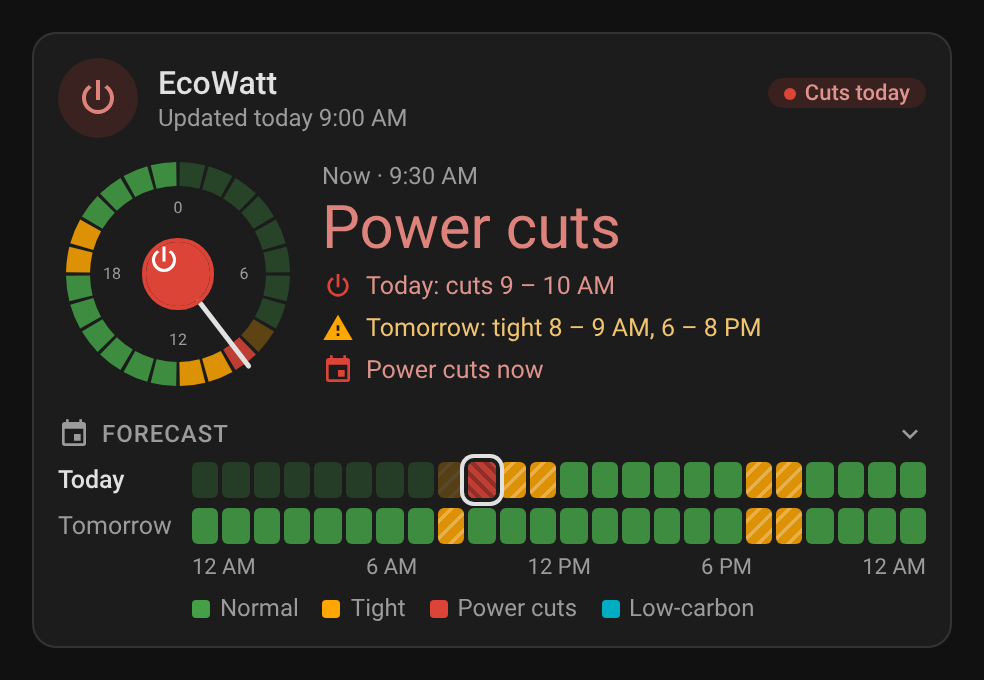 EcoWatt
Updated today 9:00 AM
Cuts today
0
18
6
12
Now · 9:30 AM
Power cuts
Today: cuts 9 – 10 AM
Tomorrow: tight 8 – 9 AM, 6 – 8 PM
Power cuts now
FORECAST
Today
Tomorrow
12 AM 6 AM 12 PM 6 PM 12 AM
Normal Tight Power cuts Low-carbon